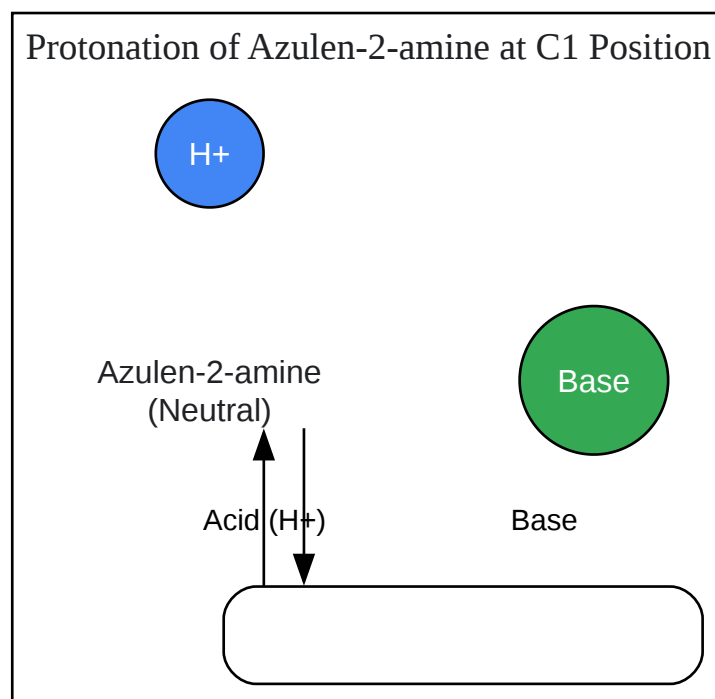 Protonation of Azulen-2-amine at C1 Position
H+
Azulen-2-amine
(Neutral)
Base
Acid (H+)
Base